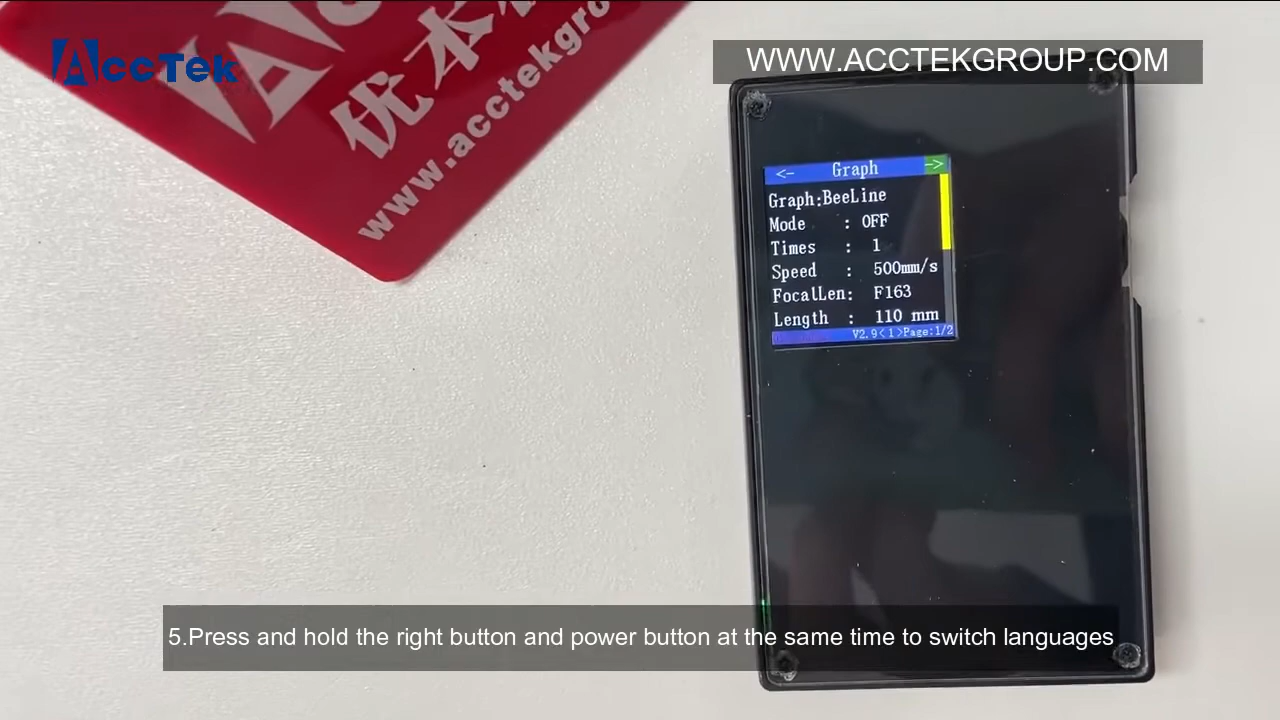 AccTek
WWW.ACCTEKGROUP.COM
优本
www.acctekgro
<- Graph ->
Graph:BeeLine
Mode : OFF
Times : 1
Speed : 500mm/s
FocalLen: F163
Length : 110 mm
V2.9<1>Page:1/2
5.Press and hold the right button and power button at the same time to switch languages